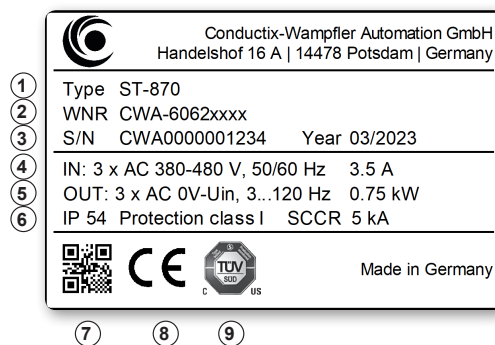 Conductix-Wampfler Automation GmbH
Handelshof 16 A | 14478 Potsdam | Germany
1 Type ST-870
2 WNR CWA-6062xxxx
3 S/N CWA0000001234 Year 03/2023
4 IN: 3 x AC 380-480 V, 50/60 Hz 3.5 A
5 OUT: 3 x AC 0V-Uin, 3...120 Hz 0.75 kW
6 IP 54 Protection class I SCCR 5 kA
CE TÜV SÜD C US Made in Germany
7 8 9